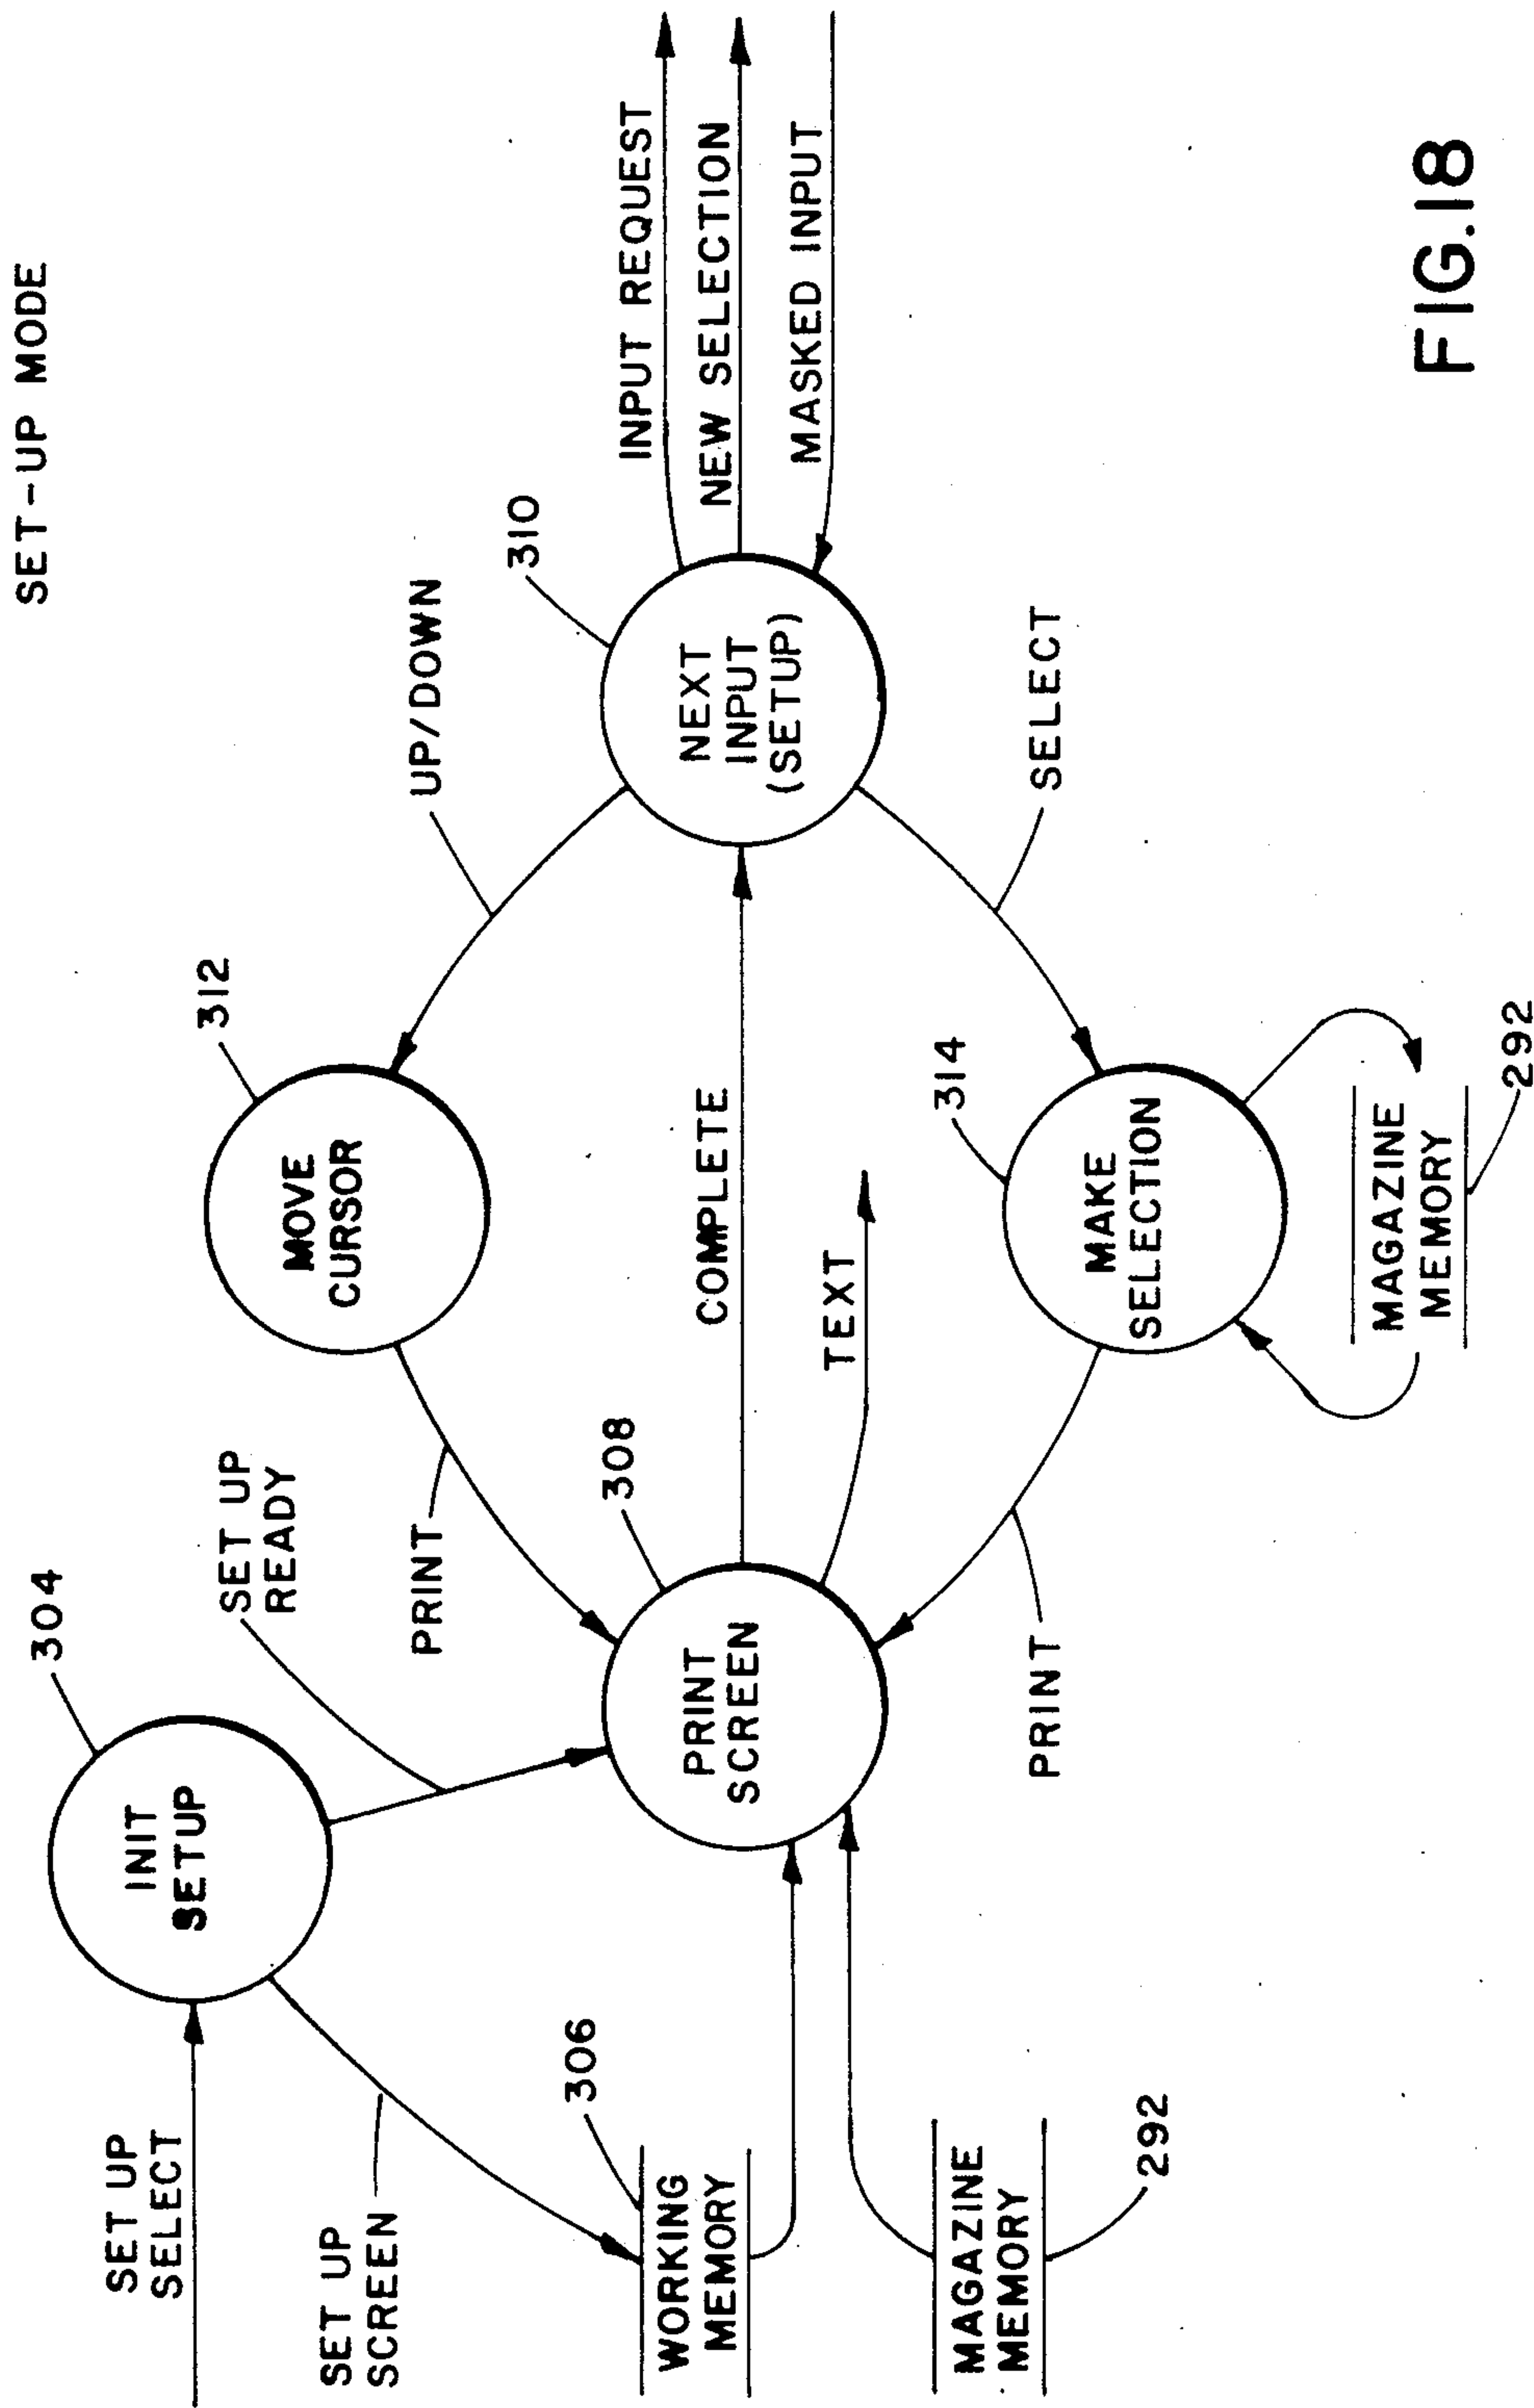 SET-UP MODE
304
INIT
SETUP
SET UP
SELECT
SET UP
SCREEN
SET UP
READY
306
WORKING
MEMORY
MAGAZINE
MEMORY
292
308
PRINT
SCREEN
PRINT
PRINT
312
MOVE
CURSOR
COMPLETE
TEXT
314
MAKE
SELECTION
MAGAZINE
MEMORY
292
UP/DOWN
310
NEXT
INPUT
(SETUP)
SELECT
INPUT REQUEST
NEW SELECTION
MASKED INPUT
FIG.18